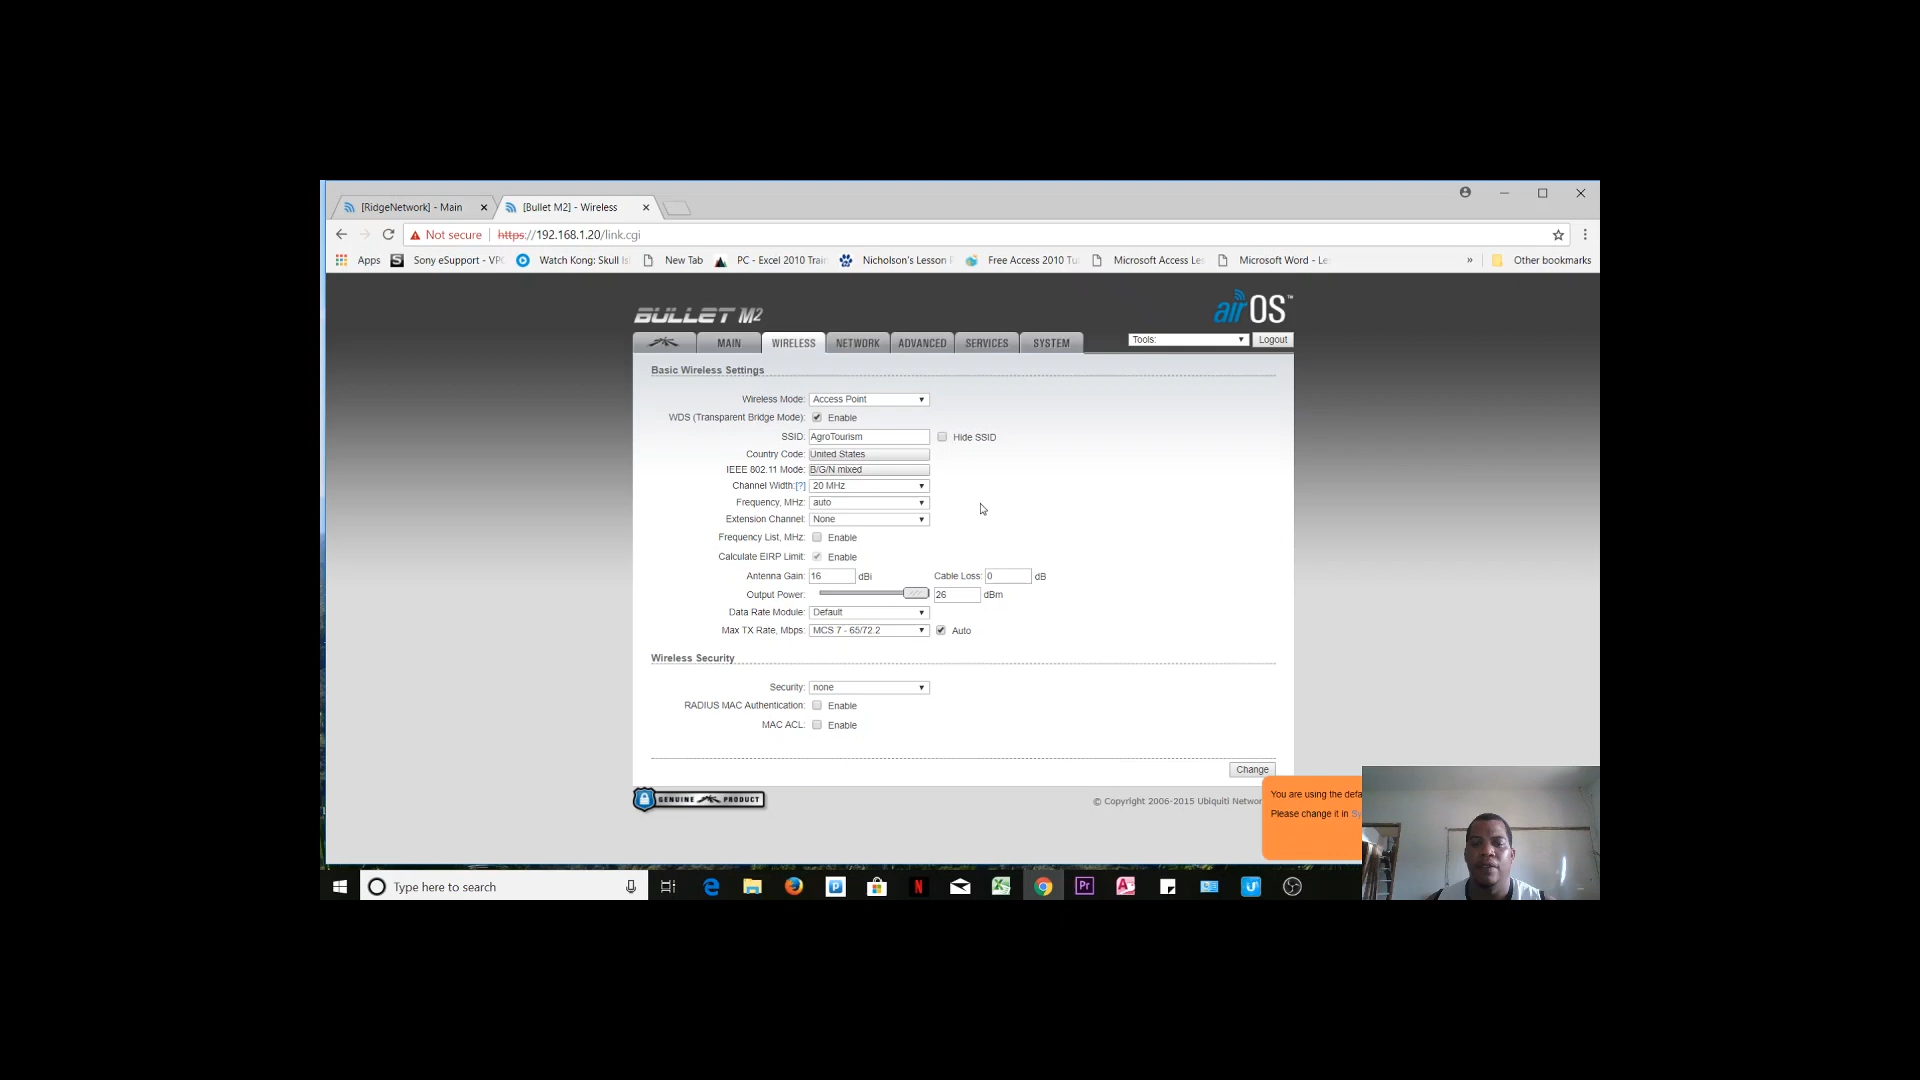 [RidgeNetwork] - Main
[Bullet M2] - Wireless
Not secure https://192.168.1.20/link.cgi
Apps Sony eSupport - VPC Watch Kong: Skull Is New Tab PC - Excel 2010 Train Nicholson's Lesson P Free Access 2010 Tu Microsoft Access Les Microsoft Word - Le » Other bookmarks
BULLET M2
airOS™
MAIN WIRELESS NETWORK ADVANCED SERVICES SYSTEM Tools: Logout
Basic Wireless Settings
Wireless Mode: Access Point
WDS (Transparent Bridge Mode): Enable
SSID: AgroTourism Hide SSID
Country Code: United States
IEEE 802.11 Mode: B/G/N mixed
Channel Width:[?] 20 MHz
Frequency, MHz: auto
Extension Channel: None
Frequency List, MHz: Enable
Calculate EIRP Limit: Enable
Antenna Gain: 16 dBi Cable Loss: 0 dB
Output Power: 26 dBm
Data Rate Module: Default
Max TX Rate, Mbps: MCS 7 - 65/72.2 Auto
Wireless Security
Security: none
RADIUS MAC Authentication: Enable
MAC ACL: Enable
Change
GENUINE PRODUCT
© Copyright 2006-2015 Ubiquiti Networ
You are using the defa
Please change it in Sy
Type here to search